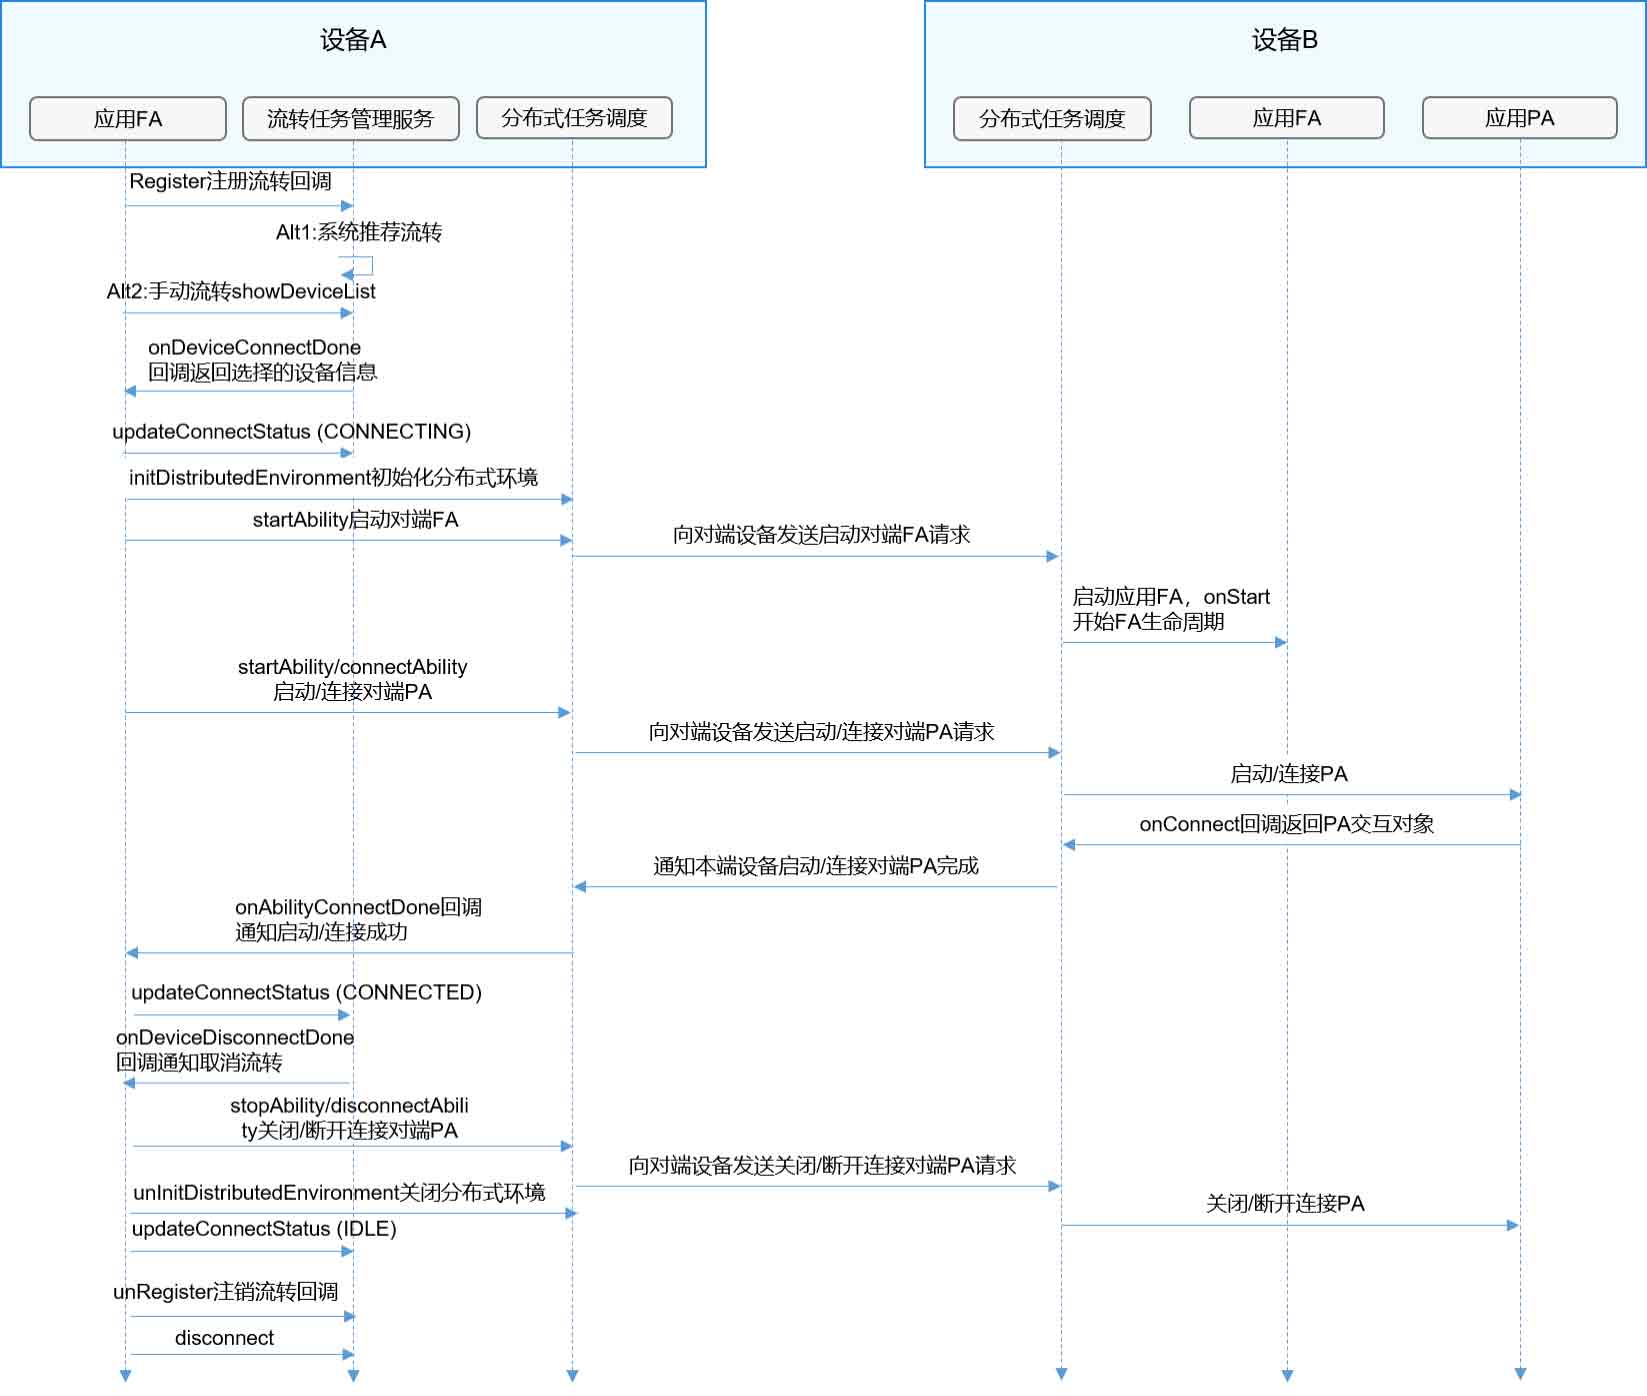 设备A
设备B
应用FA
流转任务管理服务
分布式任务调度
分布式任务调度
应用FA
应用PA
Register注册流转回调
Alt1:系统推荐流转
Alt2:手动流转showDeviceList
onDeviceConnectDone
回调返回选择的设备信息
updateConnectStatus (CONNECTING)
initDistributedEnvironment初始化分布式环境
startAbility启动对端FA
向对端设备发送启动对端FA请求
启动应用FA，onStart
开始FA生命周期
startAbility/connectAbility
启动/连接对端PA
向对端设备发送启动/连接对端PA请求
启动/连接PA
onConnect回调返回PA交互对象
通知本端设备启动/连接对端PA完成
onAbilityConnectDone回调
通知启动/连接成功
updateConnectStatus (CONNECTED)
onDeviceDisconnectDone
回调通知取消流转
stopAbility/disconnectAbili
ty关闭/断开连接对端PA
向对端设备发送关闭/断开连接对端PA请求
unInitDistributedEnvironment关闭分布式环境
关闭/断开连接PA
updateConnectStatus (IDLE)
unRegister注销流转回调
disconnect